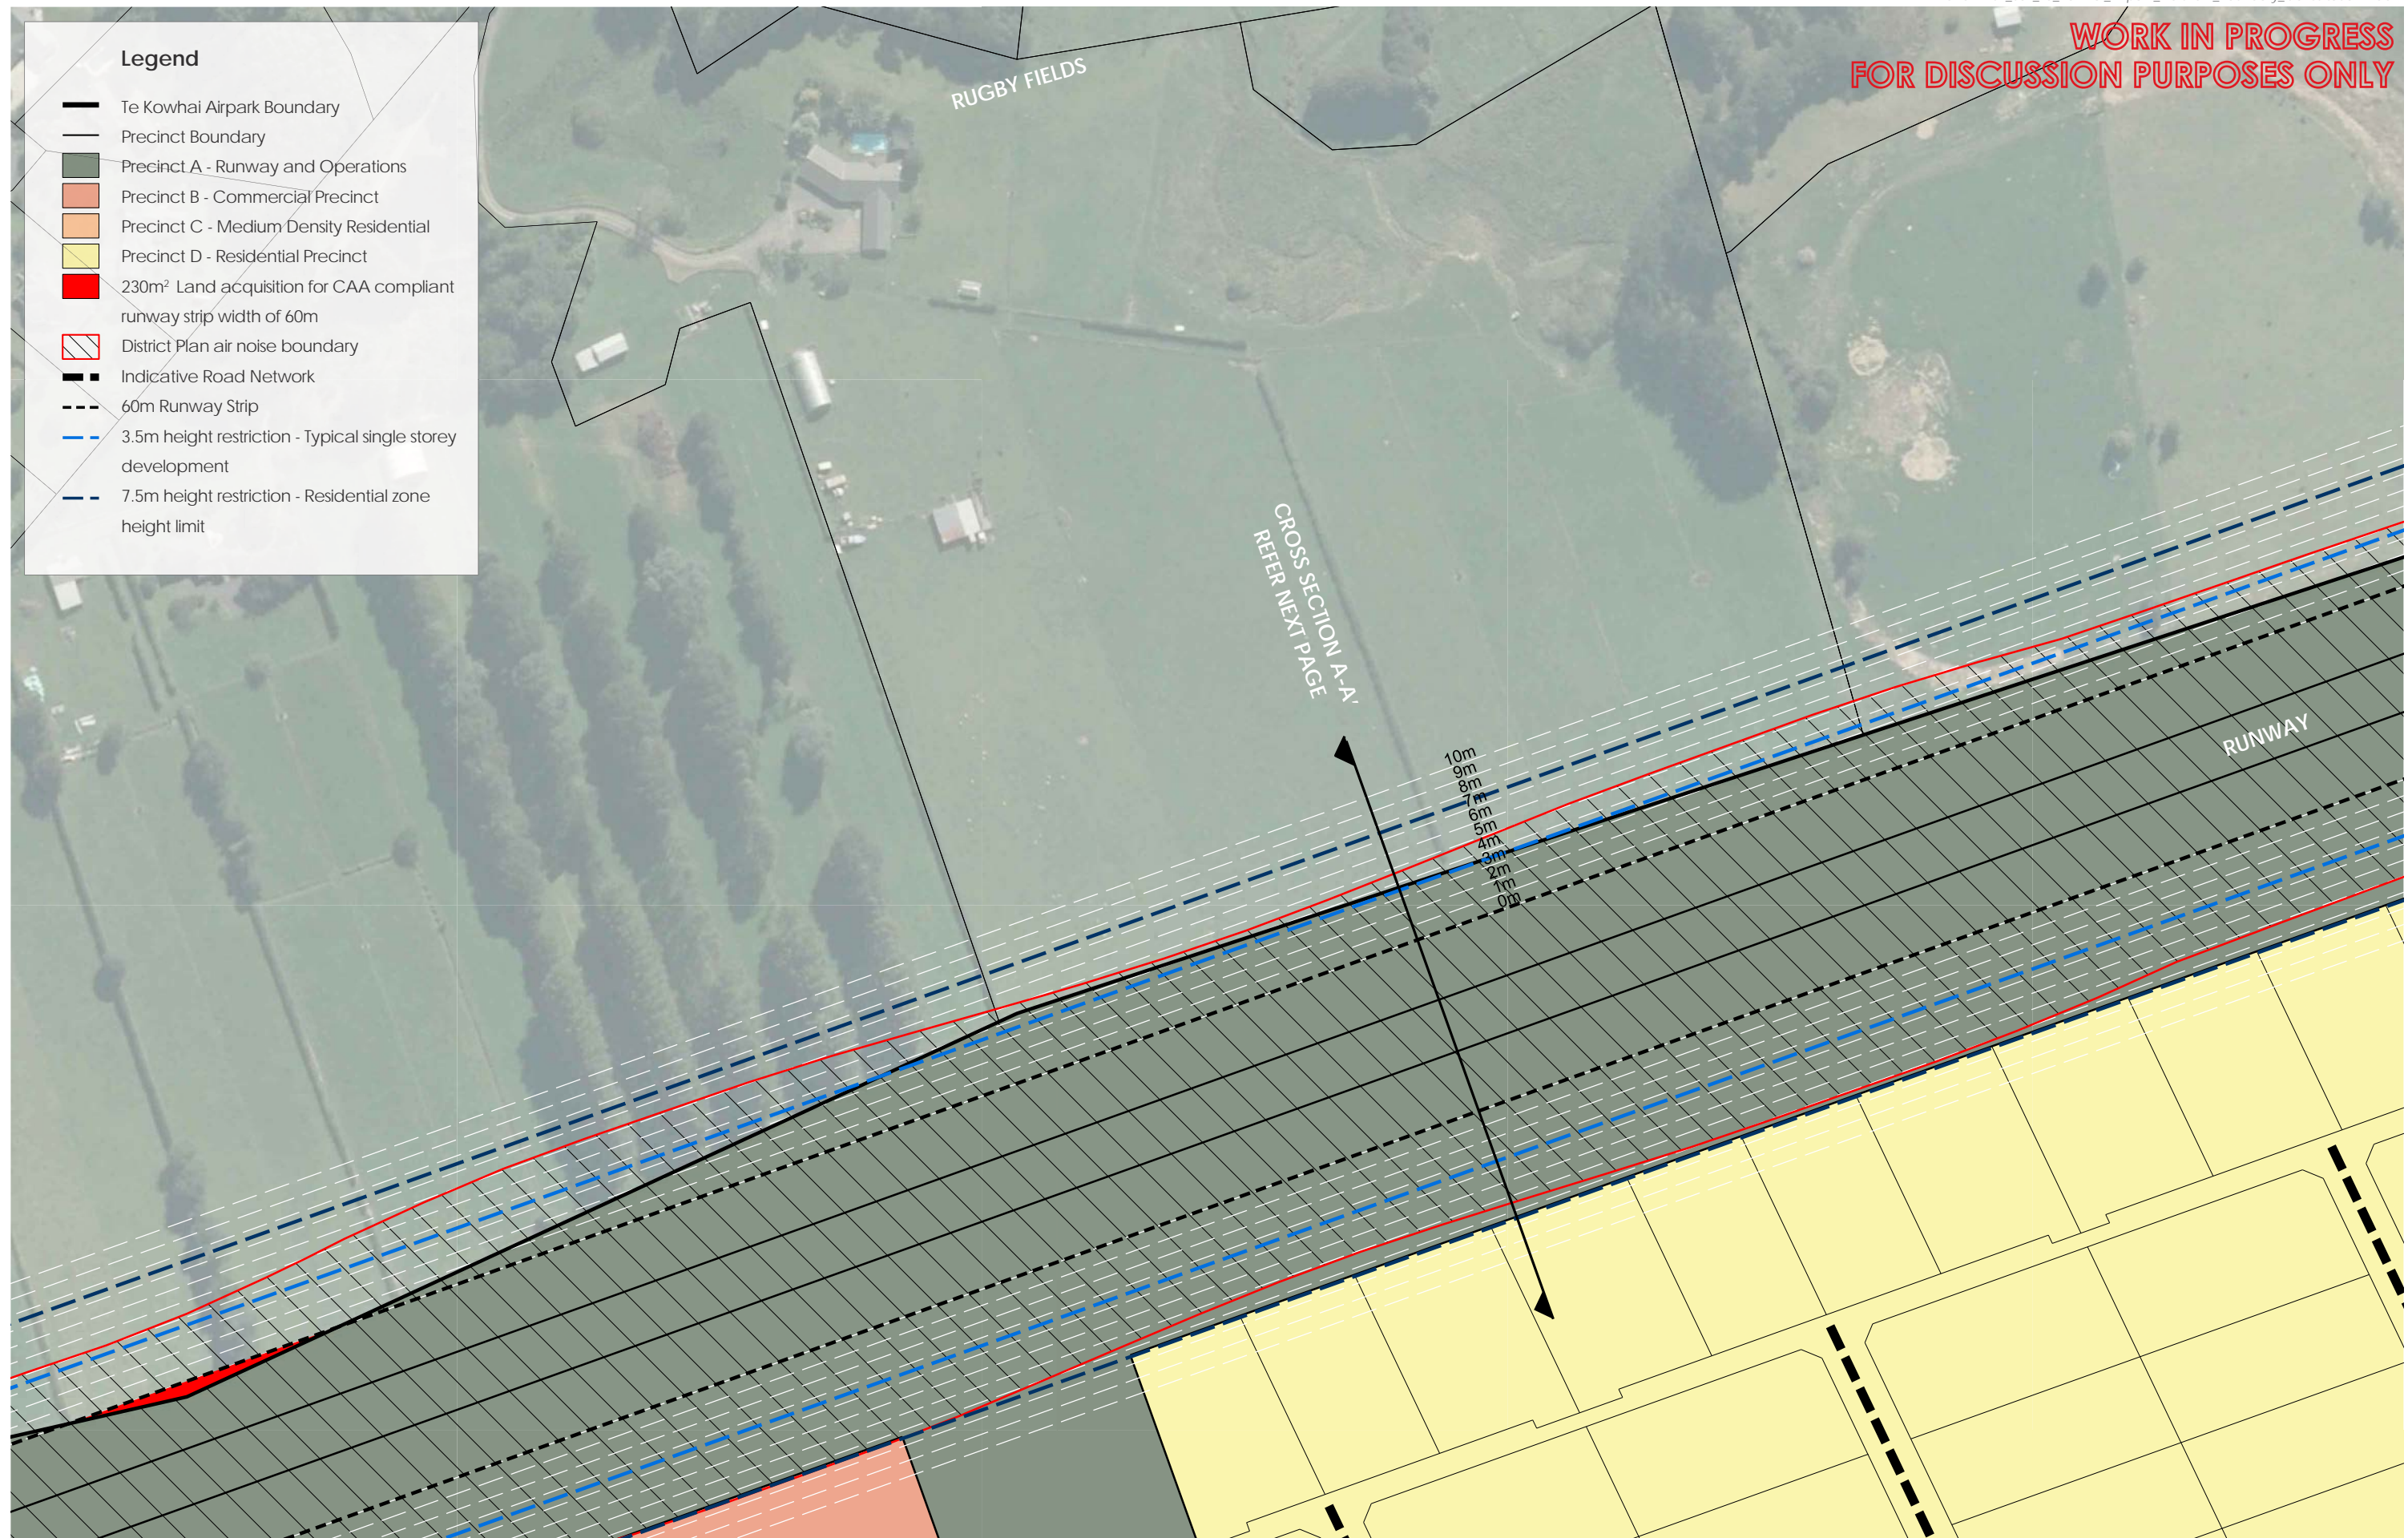 WORK IN PROGRESS
FOR DISCUSSION PURPOSES ONLY
Legend
Te Kowhai Airpark Boundary
Precinct Boundary
Precinct A - Runway and Operations
Precinct B - Commercial Precinct
Precinct C - Medium Density Residential
Precinct D - Residential Precinct
230m² Land acquisition for CAA compliant
runway strip width of 60m
District Plan air noise boundary
Indicative Road Network
60m Runway Strip
3.5m height restriction - Typical single storey
development
7.5m height restriction - Residential zone
height limit
RUGBY FIELDS
CROSS SECTION A-A'
REFER NEXT PAGE
10m
9m
8m
7m
6m
5m
4m
3m
2m
1m
0m
RUNWAY